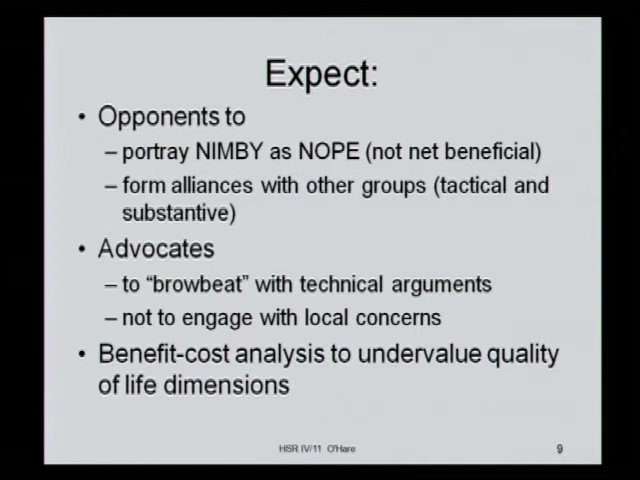 Expect:
• Opponents to
– portray NIMBY as NOPE (not net beneficial)
– form alliances with other groups (tactical and
substantive)
• Advocates
– to “browbeat” with technical arguments
– not to engage with local concerns
• Benefit-cost analysis to undervalue quality
of life dimensions
HSR IV/11 O'Hare
9